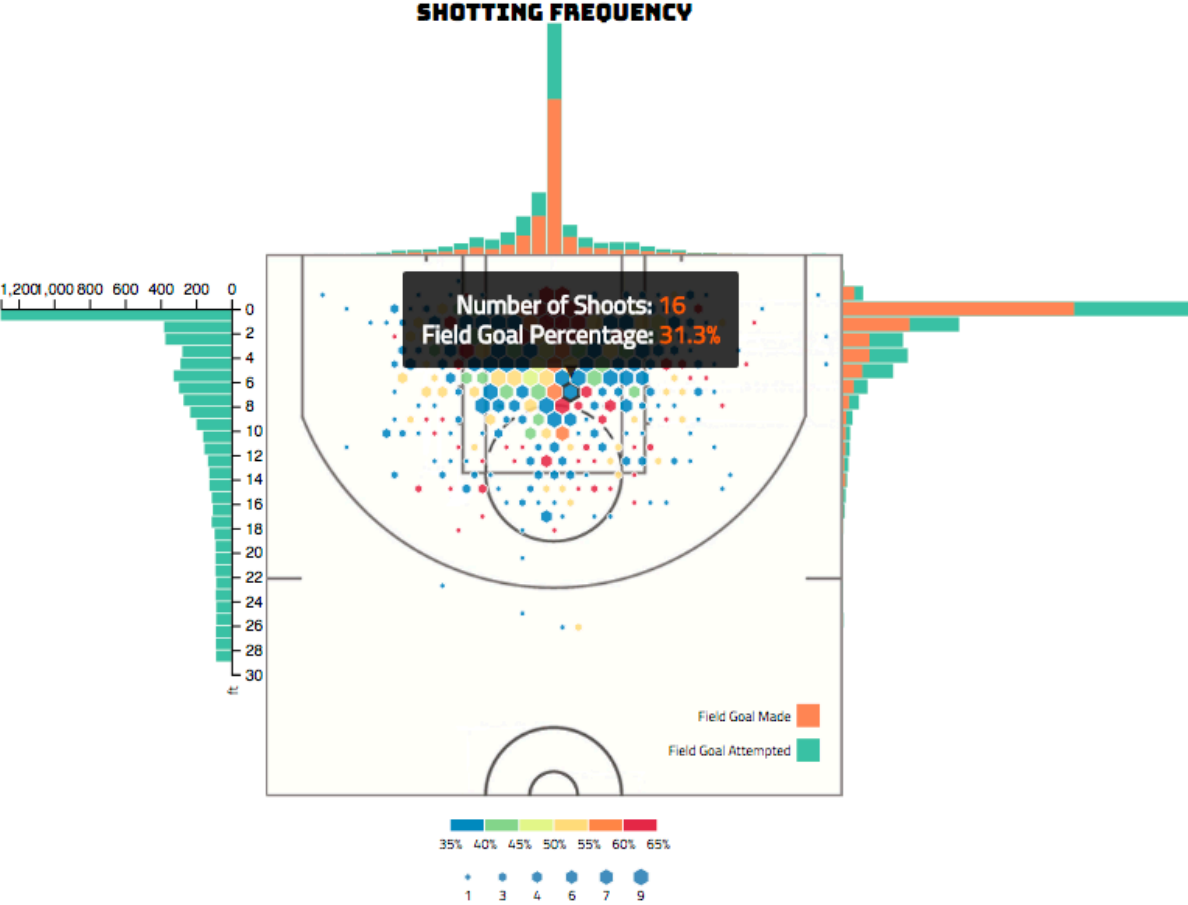 SHOTTING FREQUENCY
Number of Shoots: 16
Field Goal Percentage: 31.3%
1,200 1,000 800 600 400 200 0
0
2
4
6
8
10
12
14
16
18
20
22
24
26
28
30
ft
Field Goal Made
Field Goal Attempted
35% 40% 45% 50% 55% 60% 65%
1 3 4 6 7 9